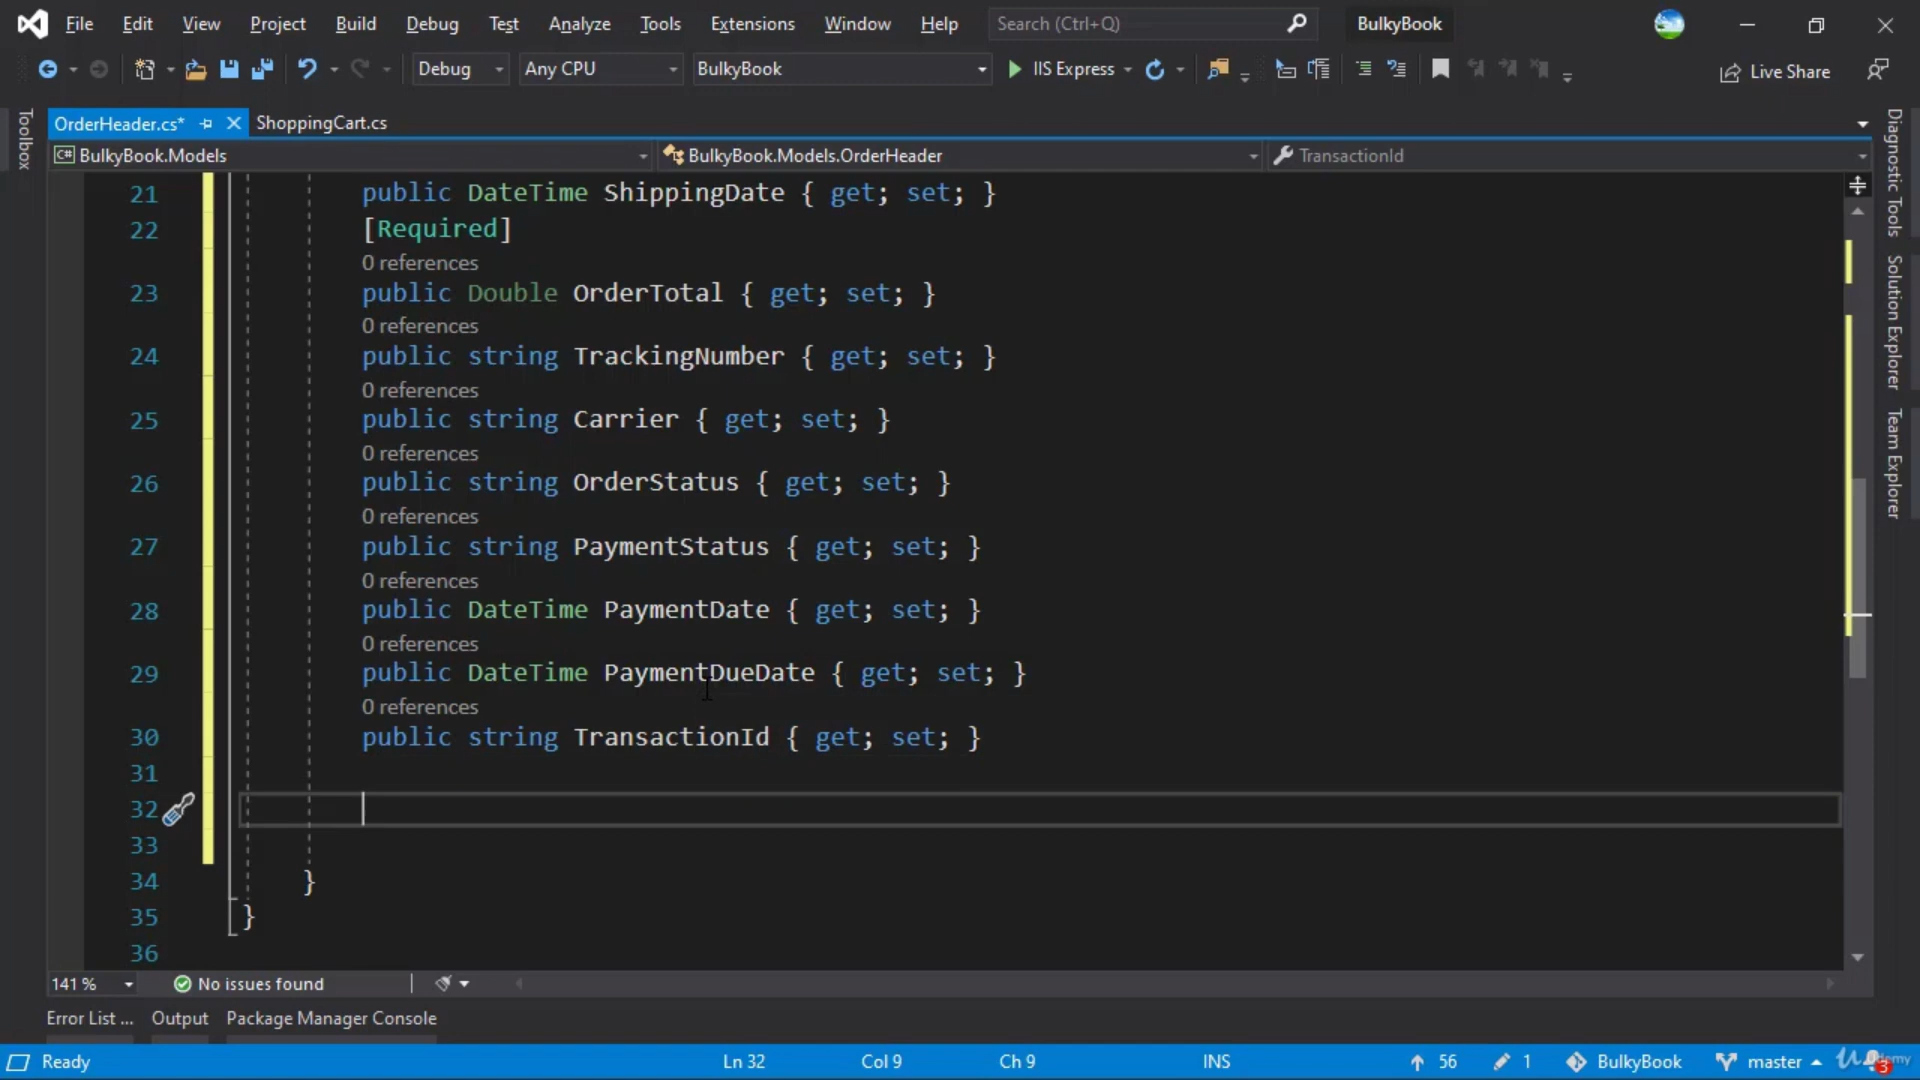 File Edit View Project Build Debug Test Analyze Tools Extensions Window Help Search (Ctrl+Q) BulkyBook
Debug Any CPU BulkyBook IIS Express Live Share
Toolbox
OrderHeader.cs* ShoppingCart.cs
C# BulkyBook.Models BulkyBook.Models.OrderHeader TransactionId
21 public DateTime ShippingDate { get; set; }
22 [Required]
0 references
23 public Double OrderTotal { get; set; }
0 references
24 public string TrackingNumber { get; set; }
0 references
25 public string Carrier { get; set; }
0 references
26 public string OrderStatus { get; set; }
0 references
27 public string PaymentStatus { get; set; }
0 references
28 public DateTime PaymentDate { get; set; }
0 references
29 public DateTime PaymentDueDate { get; set; }
0 references
30 public string TransactionId { get; set; }
31
32
33
34 }
35 }
36
Diagnostic Tools
Solution Explorer
Team Explorer
141 % No issues found
Error List ... Output Package Manager Console
Ready Ln 32 Col 9 Ch 9 INS 56 1 BulkyBook master 3